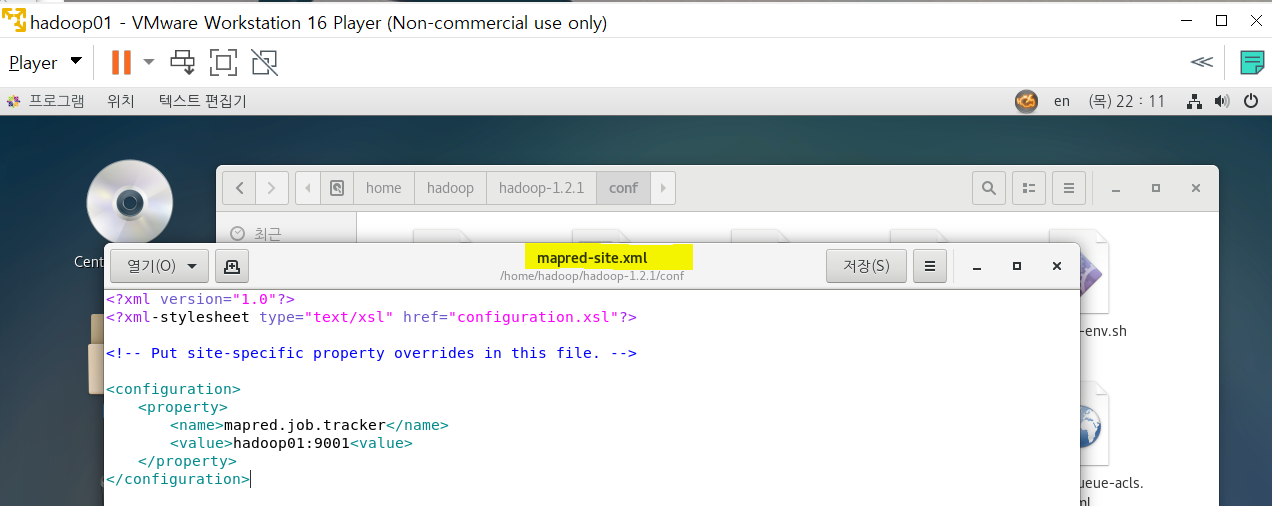 hadoop01 - VMware Workstation 16 Player (Non-commercial use only)
Player
프로그램 위치 텍스트 편집기 en (목) 22 : 11
home hadoop hadoop-1.2.1 conf
최근
Cent
열기(O) mapred-site.xml 저장(S)
/home/hadoop/hadoop-1.2.1/conf
<?xml version="1.0"?>
<?xml-stylesheet type="text/xsl" href="configuration.xsl"?>
<!-- Put site-specific property overrides in this file. -->
<configuration>
<property>
<name>mapred.job.tracker</name>
<value>hadoop01:9001<value>
</property>
</configuration>
-env.sh
ueue-acls.
ml